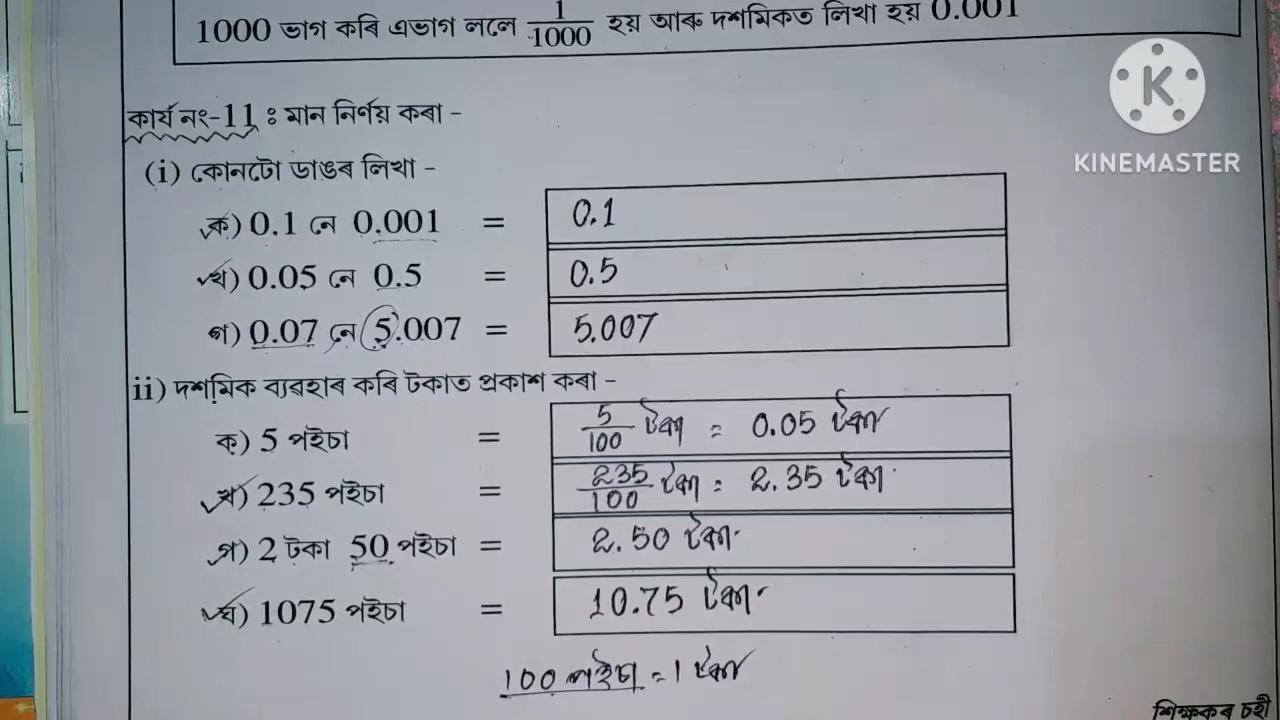 1000 ভাগ কৰি এভাগ ললে 1/1000 হয় আৰু দশমিকত লিখা হয় 0.001
KINEMASTER
কাৰ্য নং-11 ঃ মান নিৰ্ণয় কৰা -
(i) কোনটো ডাঙৰ লিখা -
ক) 0.1 নে 0.001 = 0.1
খ) 0.05 নে 0.5 = 0.5
গ) 0.07 নে 5.007 = 5.007
ii) দশমিক ব্যৱহাৰ কৰি টকাত প্ৰকাশ কৰা -
ক) 5 পইচা = 5/100 টকা = 0.05 টকা
খ) 235 পইচা = 235/100 টকা = 2.35 টকা
গ) 2 টকা 50 পইচা = 2.50 টকা
ঘ) 1075 পইচা = 10.75 টকা
100 পইচা = 1 টকা
শিক্ষকৰ চহী